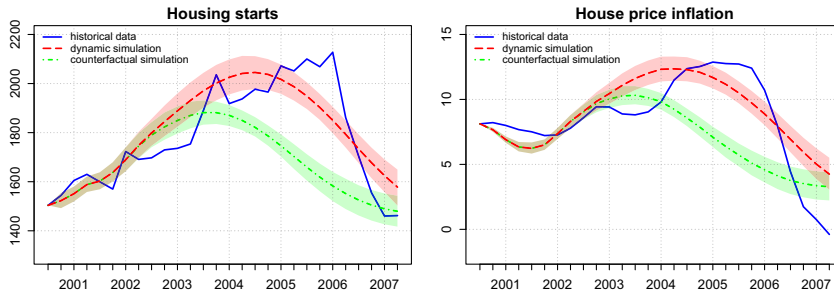 Housing starts
historical data
dynamic simulation
counterfactual simulation
2200
2000
1800
1600
1400
2001 2002 2003 2004 2005 2006 2007
House price inflation
historical data
dynamic simulation
counterfactual simulation
15
10
5
0
2001 2002 2003 2004 2005 2006 2007